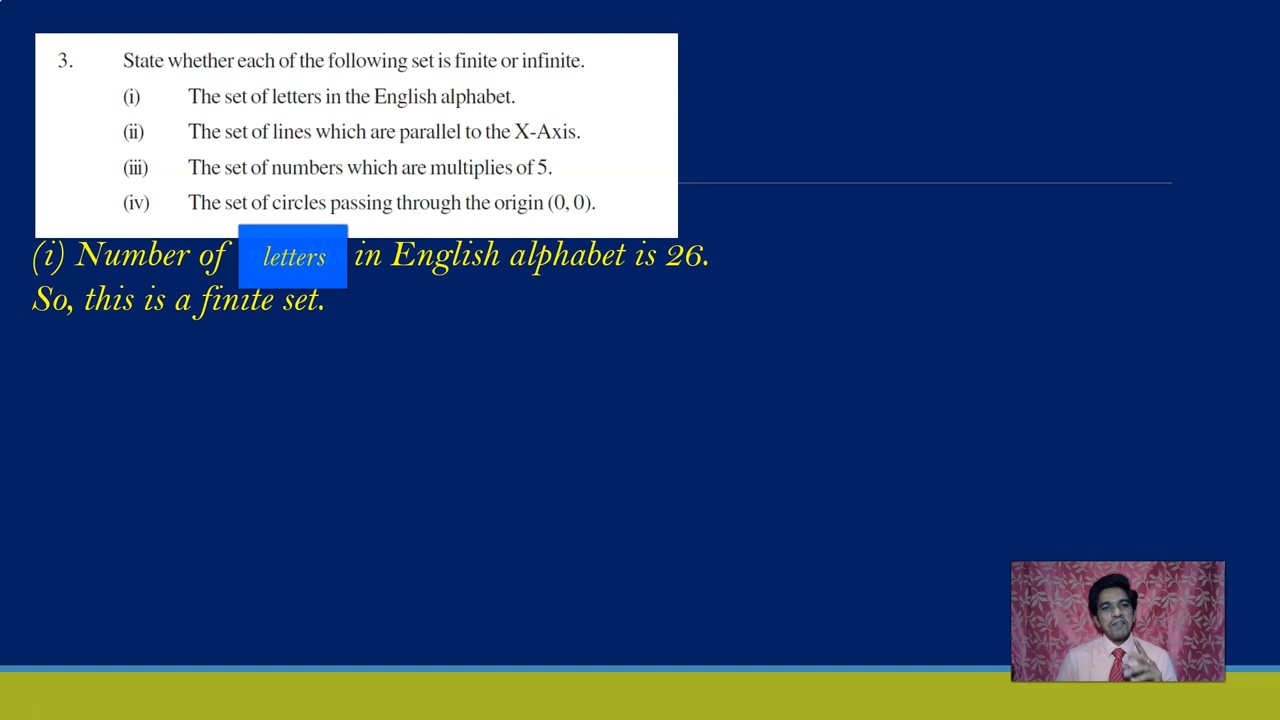 3. State whether each of the following set is finite or infinite.
(i) The set of letters in the English alphabet.
(ii) The set of lines which are parallel to the X-Axis.
(iii) The set of numbers which are multiplies of 5.
(iv) The set of circles passing through the origin (0, 0).
(i) Number of letters in English alphabet is 26.
So, this is a finite set.